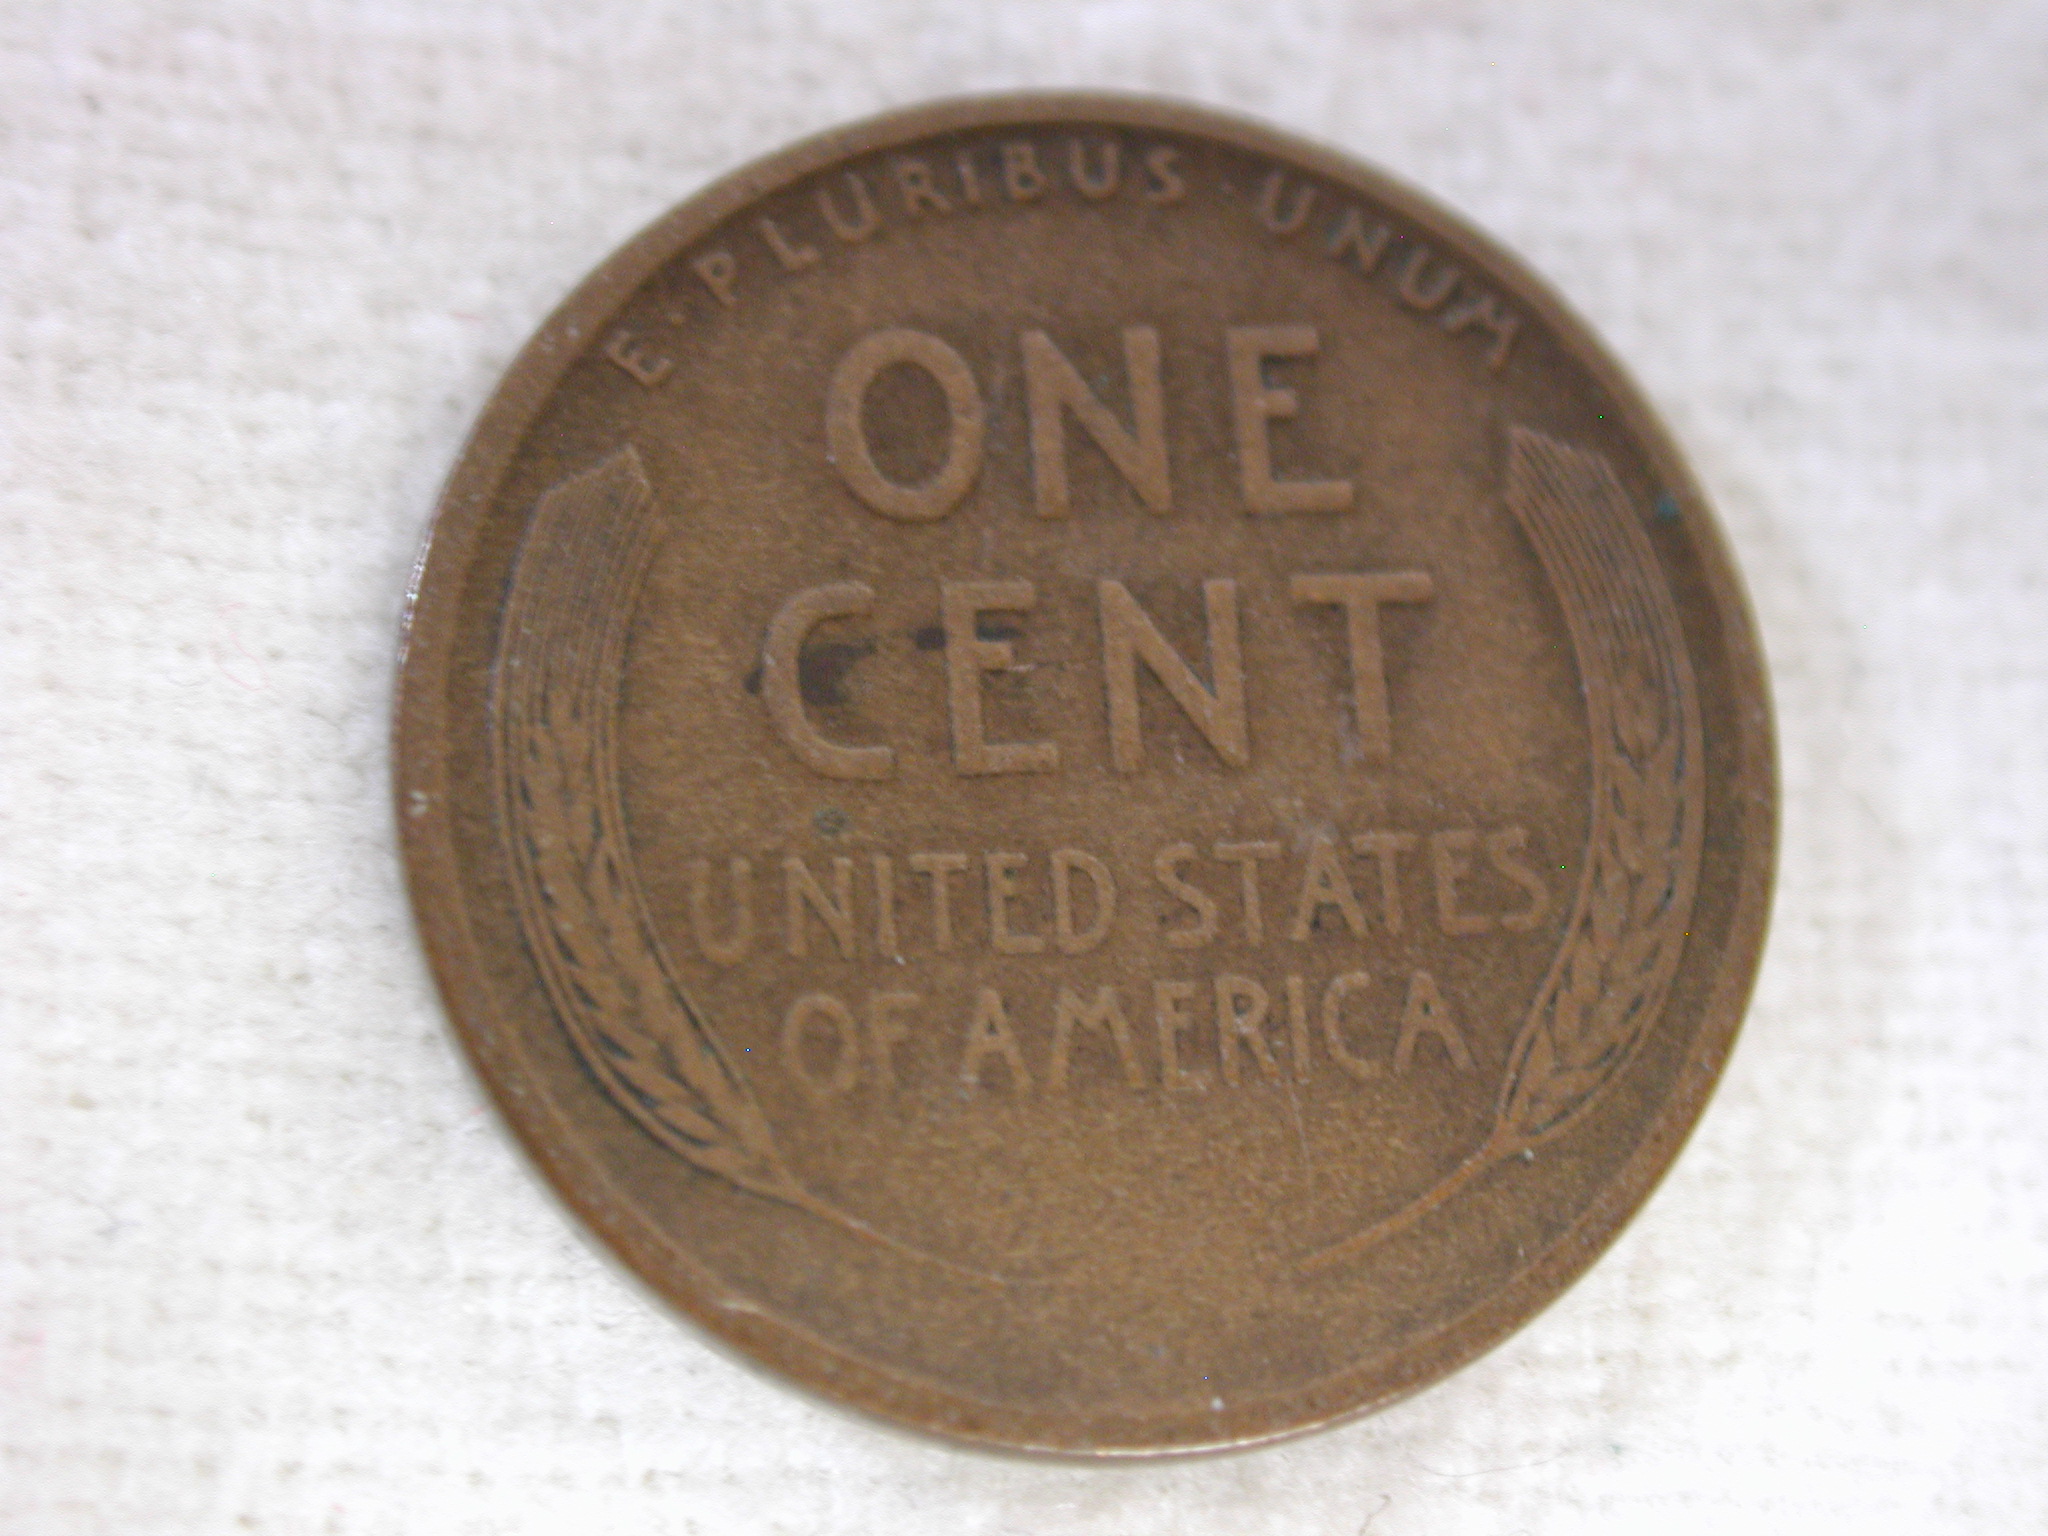 E·PLURIBUS·UNUM
ONE
CENT
UNITED STATES
OF AMERICA